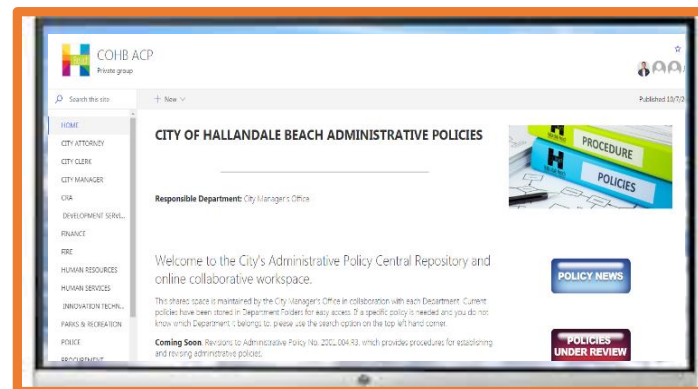 COHB ACP
Private group
Search this site
+ New
Published 10/7/2
HOME
CITY ATTORNEY
CITY CLERK
CITY MANAGER
CRA
DEVELOPMENT SERVI...
FINANCE
FIRE
HUMAN RESOURCES
HUMAN SERVICES
INNOVATION TECHN...
PARKS & RECREATION
POLICE
PROCUREMENT
CITY OF HALLANDALE BEACH ADMINISTRATIVE POLICIES
Responsible Department: City Manager's Office
Welcome to the City's Administrative Policy Central Repository and
online collaborative workspace.
This shared space is maintained by the City Manager's Office in collaboration with each Department. Current
policies have been stored in Department Folders for easy access. If a specific policy is needed and you do not
know which Department it belongs to, please use the search option on the top left hand corner.
Coming Soon: Revisions to Administrative Policy No. 2001.004.R3, which provides procedures for establishing
and revising administrative policies.
PROCEDURE
POLICIES
POLICY NEWS
POLICIES
UNDER REVIEW